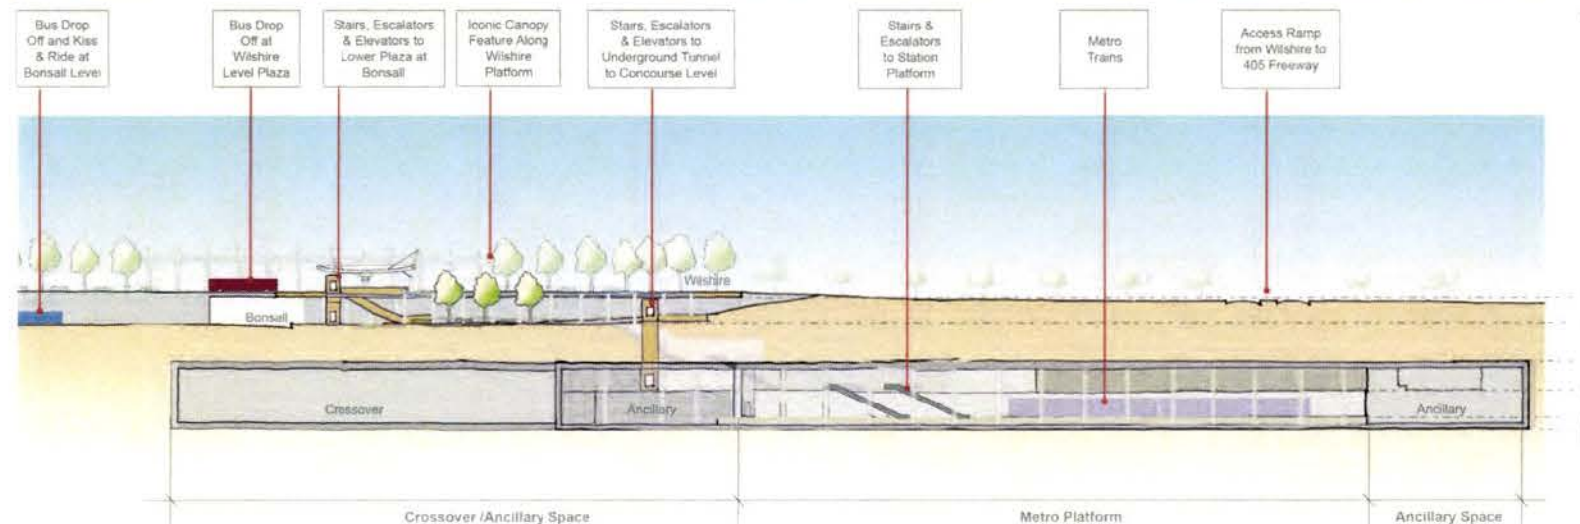 Bus Drop
Off and Kiss
& Ride at
Bonsall Level
Bus Drop
Off at
Wilshire
Level Plaza
Stairs, Escalators
& Elevators to
Lower Plaza at
Bonsall
Iconic Canopy
Feature Along
Wilshire
Platform
Stairs, Escalators
& Elevators to
Underground Tunnel
to Concourse Level
Stairs &
Escalators
to Station
Platform
Metro
Trains
Access Ramp
from Wilshire to
405 Freeway
Wilshire
Bonsall
Crossover
Ancillary
Ancillary
Crossover /Ancillary Space
Metro Platform
Ancillary Space